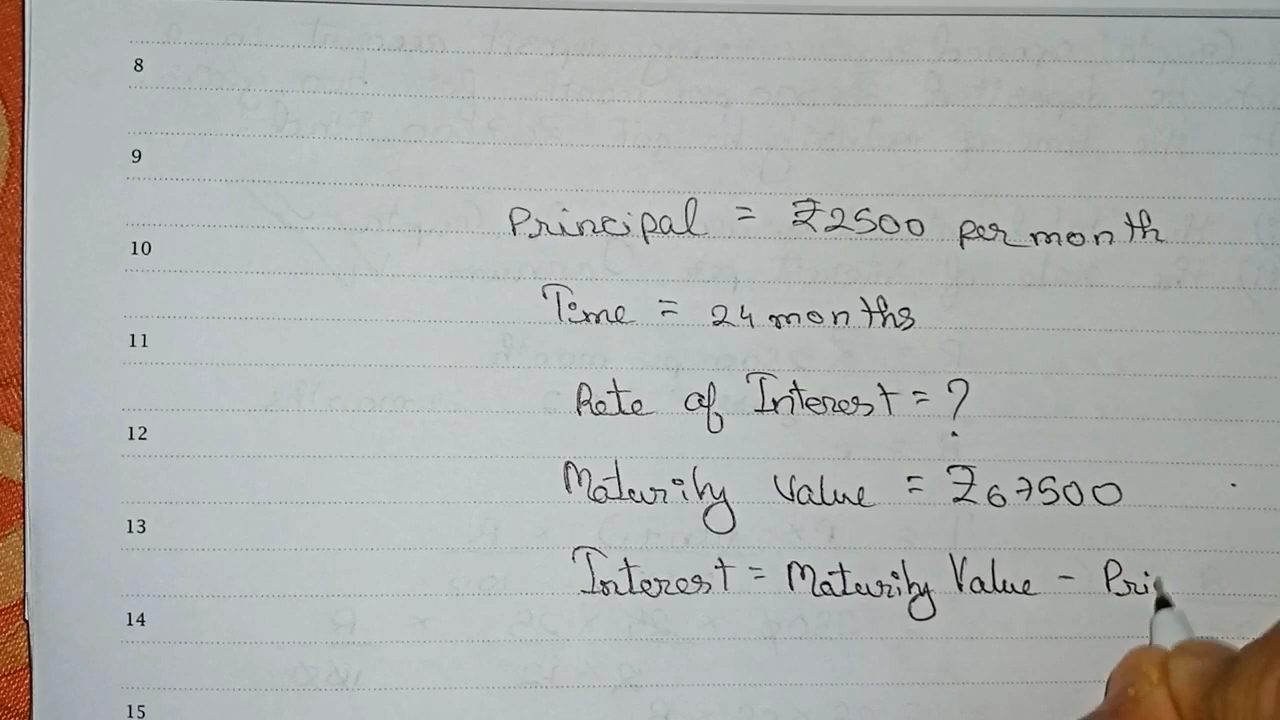 8
9
Principal = ₹2500 per month
10
Time = 24 months
11
Rate of Interest = ?
12
Maturity Value = ₹67500
13
Interest = Maturity Value - Pri
14
15